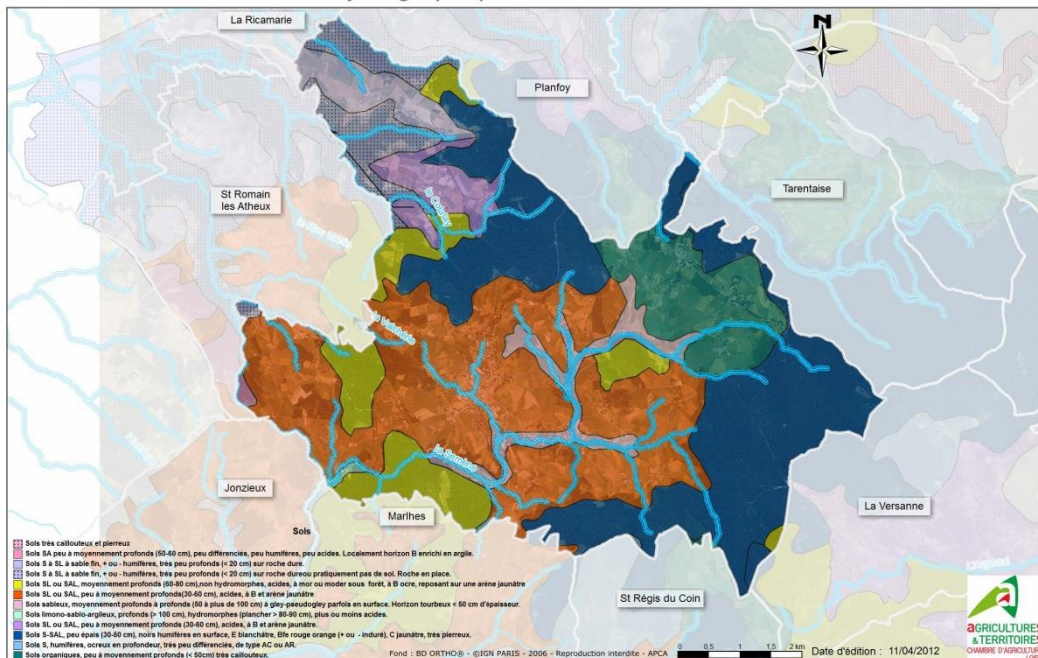 La Ricamarie
N
Planfoy
Tarentaise
St Romain
les Atheux
la Cotatay
la Valchérie
la Semène
Jonzieux
Marlhes
La Versanne
St Régis du Coin
Sols
Sols très caillouteux et pierreux
Sols SA peu à moyennement profonds (50-60 cm), peu différenciés, peu humifères, peu acides. Localement horizon B enrichi en argile.
Sols S à SL à sable fin, + ou - humifères, très peu profonds (< 20 cm) sur roche dure.
Sols S à SL à sable fin, + ou - humifères, très peu profonds (< 20 cm) sur roche dureou pratiquement pas de sol. Roche en place.
Sols SL ou SAL, moyennement profonds (60-80 cm),non hydromorphes, acides, à mor ou moder sous forêt, à B ocre, reposant sur une arène jaunâtre
Sols SL ou SAL, peu à moyennement profonds(30-60 cm), acides, à B et arène jaunâtre
Sols sableux, moyennement profonds à profonds (50 à plus de 100 cm) à gley-pseudogley parfois en surface. Horizon tourbeux < 50 cm d'épaisseur.
Sols limono-sablo-argileux, profonds (> 100 cm), hydromorphes (plancher > 80-90 cm), plus ou moins acides.
Sols SL ou SAL, peu à moyennement profonds (30-60 cm), acides, à B et arène jaunâtre.
Sols S-SAL, peu épais (30-50 cm), noirs humifères en surface, E blanchâtre, Bfe rouge orange (+ ou - induré), C jaunâtre, très pierreux.
Sols S, humifères, ocreux en profondeur, très peu différenciés, de type AC ou AR.
Sols organiques, peu à moyennement profonds (< 50cm) très caillouteux.
Fond : BD ORTHO® - ©IGN PARIS - 2006 - Reproduction interdite - APCA
0 0,5 1 1,5 2 km
Date d'édition : 11/04/2012
AGRICULTURES
& TERRITOIRES
CHAMBRE D'AGRICULTURE